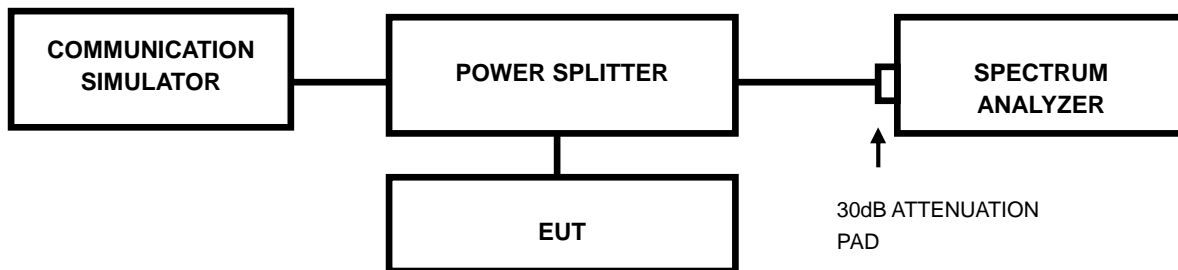 COMMUNICATION
SIMULATOR
POWER SPLITTER
SPECTRUM
ANALYZER
EUT
30dB ATTENUATION
PAD